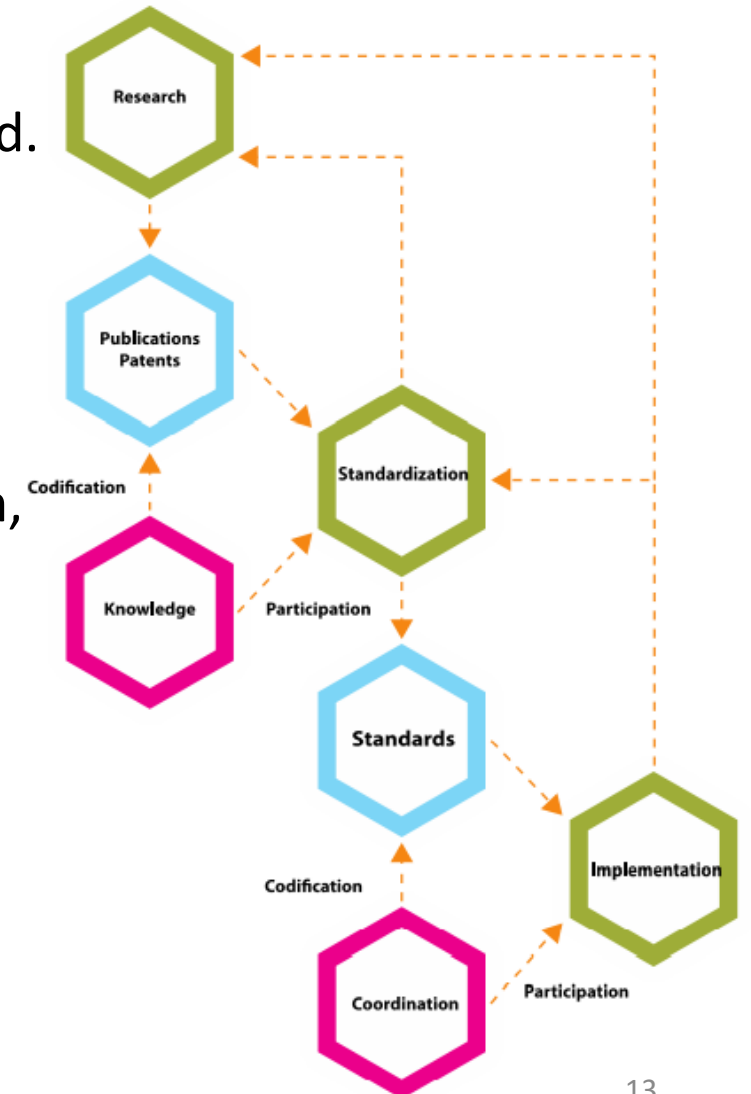 Research
d.
Publications
Patents
Codification
n,
Standardization
Knowledge
Participation
Standards
Implementation
Codification
Coordination
Participation
13